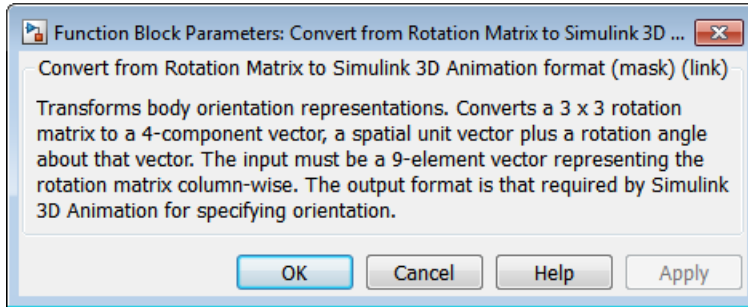 Function Block Parameters: Convert from Rotation Matrix to Simulink 3D ...
Convert from Rotation Matrix to Simulink 3D Animation format (mask) (link)
Transforms body orientation representations. Converts a 3 x 3 rotation
matrix to a 4-component vector, a spatial unit vector plus a rotation angle
about that vector. The input must be a 9-element vector representing the
rotation matrix column-wise. The output format is that required by Simulink
3D Animation for specifying orientation.
OK Cancel Help Apply